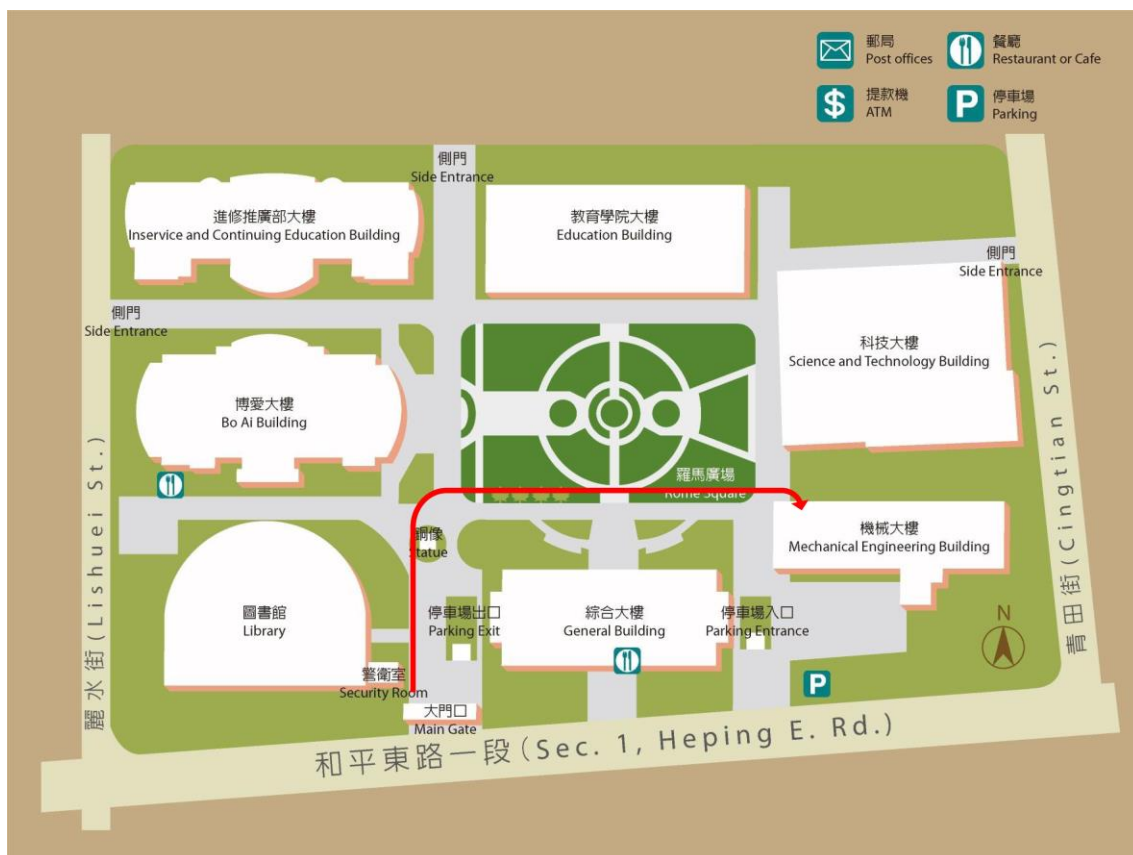 郵局
Post offices
餐廳
Restaurant or Cafe
$
提款機
ATM
P
停車場
Parking
側門
Side Entrance
進修推廣部大樓
Inservice and Continuing Education Building
教育學院大樓
Education Building
側門
Side Entrance
側門
Side Entrance
科技大樓
Science and Technology Building
博愛大樓
Bo Ai Building
羅馬廣場
Rome Square
銅像
Statue
機械大樓
Mechanical Engineering Building
圖書館
Library
停車場出口
Parking Exit
綜合大樓
General Building
停車場入口
Parking Entrance
N
警衛室
Security Room
P
大門口
Main Gate
麗水街(Lishuei St.)
青田街(Cingtian St.)
和平東路一段(Sec. 1, Heping E. Rd.)